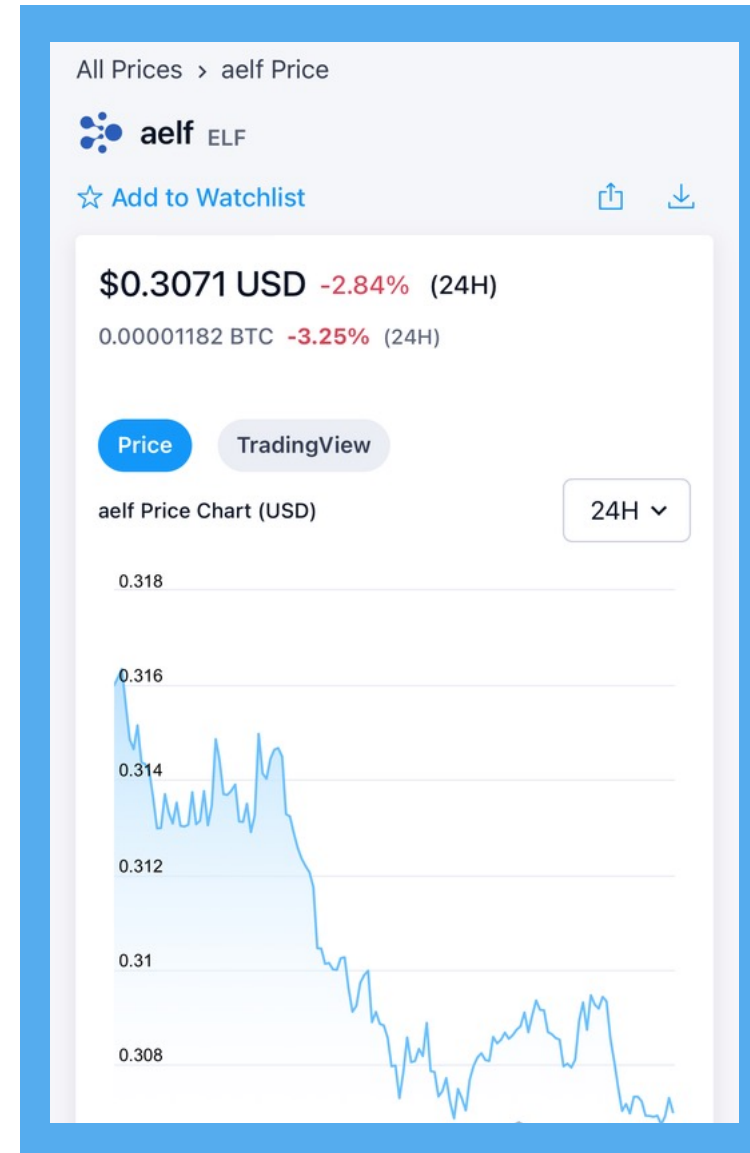 All Prices > aelf Price
aelf ELF
Add to Watchlist
$0.3071 USD -2.84% (24H)
0.00001182 BTC -3.25% (24H)
Price TradingView
aelf Price Chart (USD) 24H
0.318
0.316
0.314
0.312
0.31
0.308